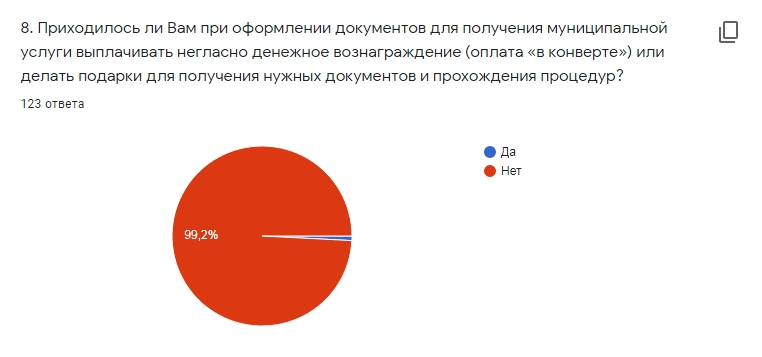 8. Приходилось ли Вам при оформлении документов для получения муниципальной
услуги выплачивать негласно денежное вознаграждение (оплата «в конверте») или
делать подарки для получения нужных документов и прохождения процедур?
123 ответа
Да
Нет
99,2%